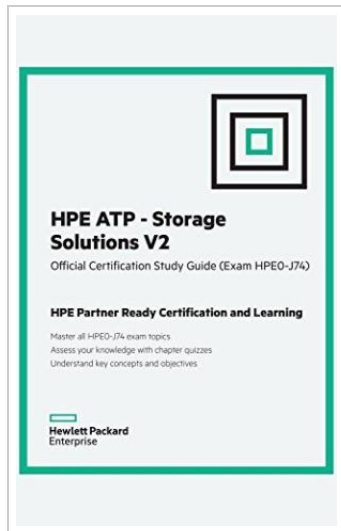 HPE ATP - Storage
Solutions V2
Official Certification Study Guide (Exam HPE0-J74)
HPE Partner Ready Certification and Learning
Master all HPE0-J74 exam topics
Assess your knowledge with chapter quizzes
Understand key concepts and objectives
Hewlett Packard
Enterprise